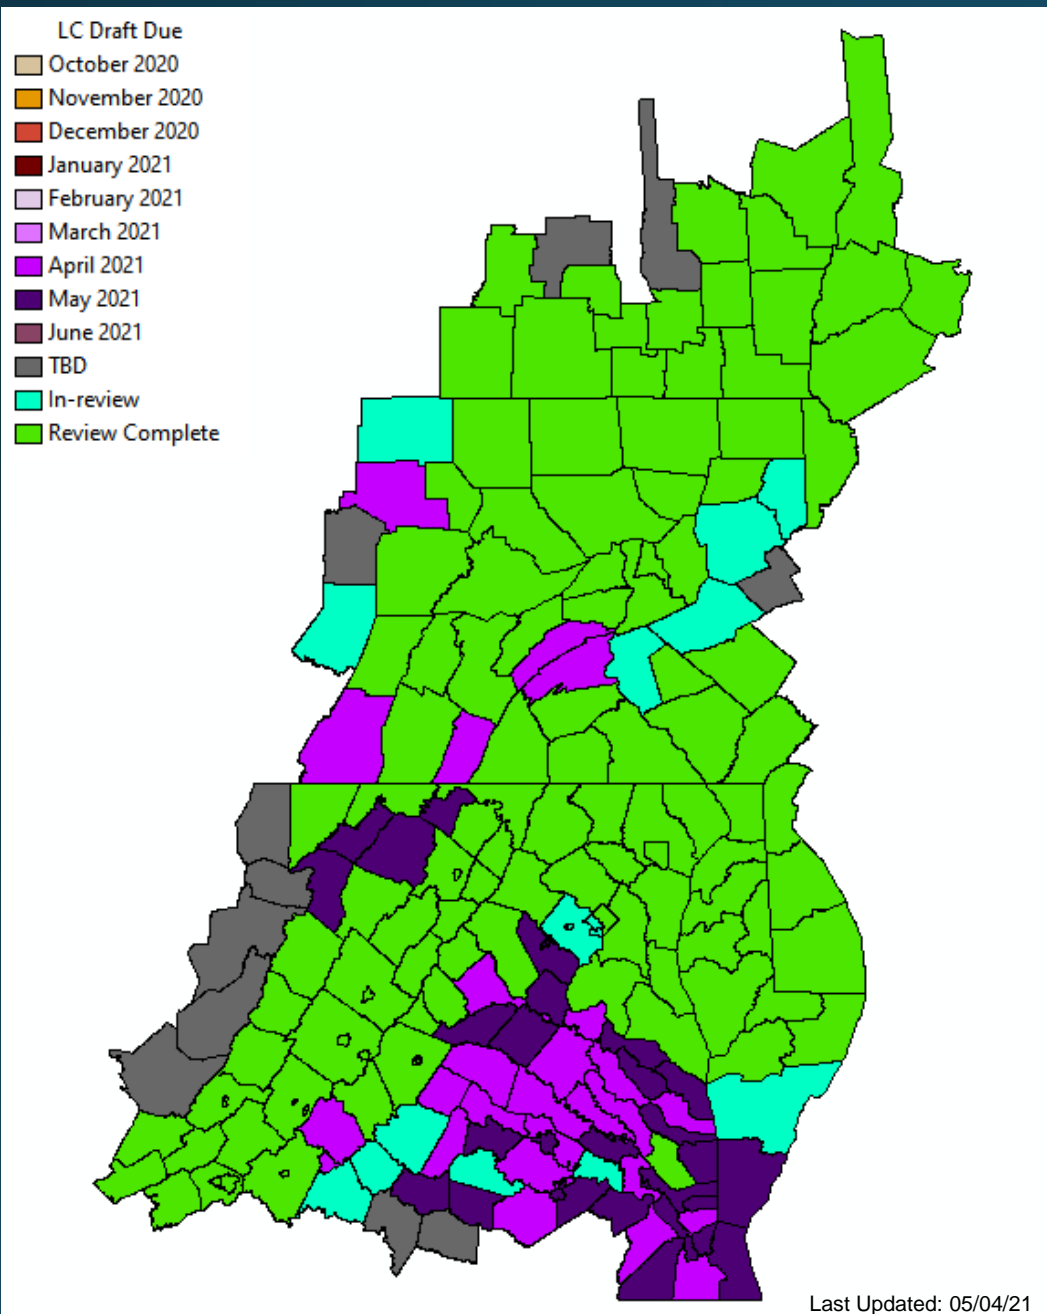 LC Draft Due
October 2020
November 2020
December 2020
January 2021
February 2021
March 2021
April 2021
May 2021
June 2021
TBD
In-review
Review Complete
Last Updated: 05/04/21